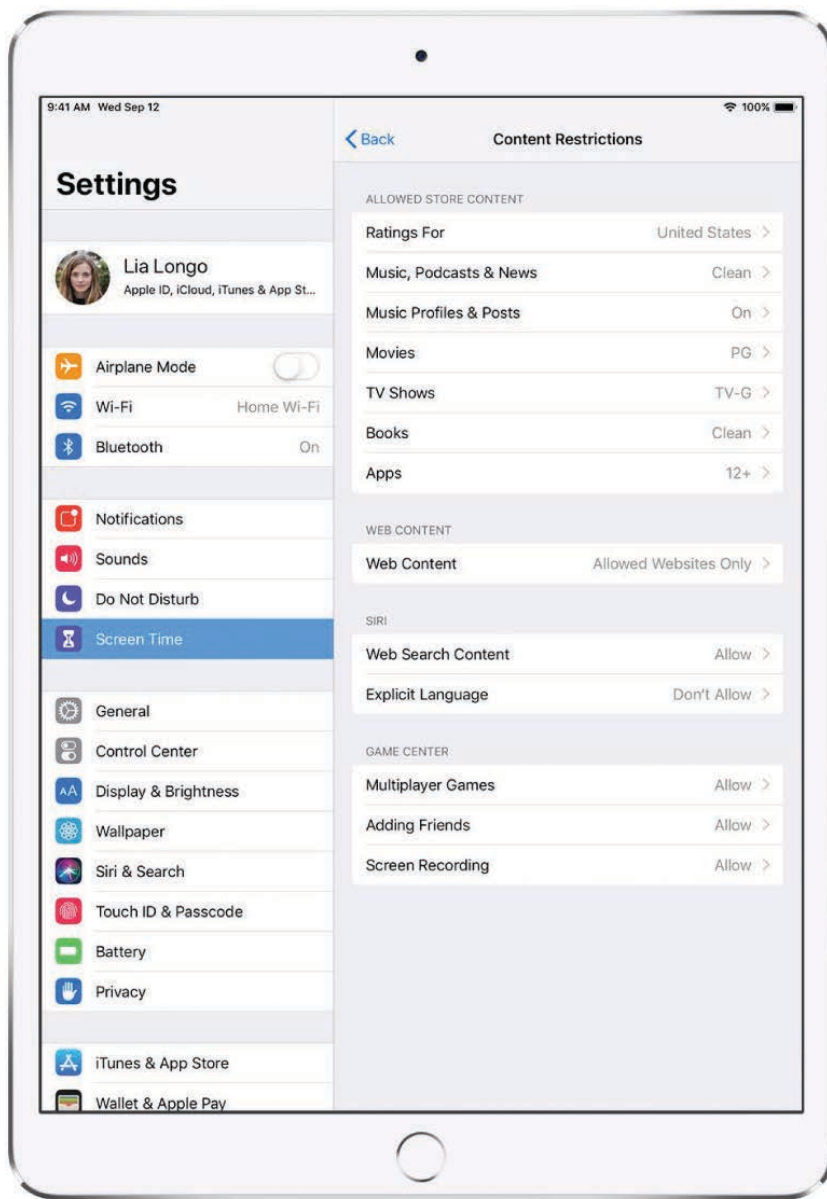 9:41 AM Wed Sep 12
100%
Settings
Lia Longo
Apple ID, iCloud, iTunes & App St...
Airplane Mode
Wi-Fi Home Wi-Fi
Bluetooth On
Notifications
Sounds
Do Not Disturb
Screen Time
General
Control Center
AA Display & Brightness
Wallpaper
Siri & Search
Touch ID & Passcode
Battery
Privacy
iTunes & App Store
Wallet & Apple Pay
Back Content Restrictions
ALLOWED STORE CONTENT
Ratings For United States
Music, Podcasts & News Clean
Music Profiles & Posts On
Movies PG
TV Shows TV-G
Books Clean
Apps 12+
WEB CONTENT
Web Content Allowed Websites Only
SIRI
Web Search Content Allow
Explicit Language Don't Allow
GAME CENTER
Multiplayer Games Allow
Adding Friends Allow
Screen Recording Allow